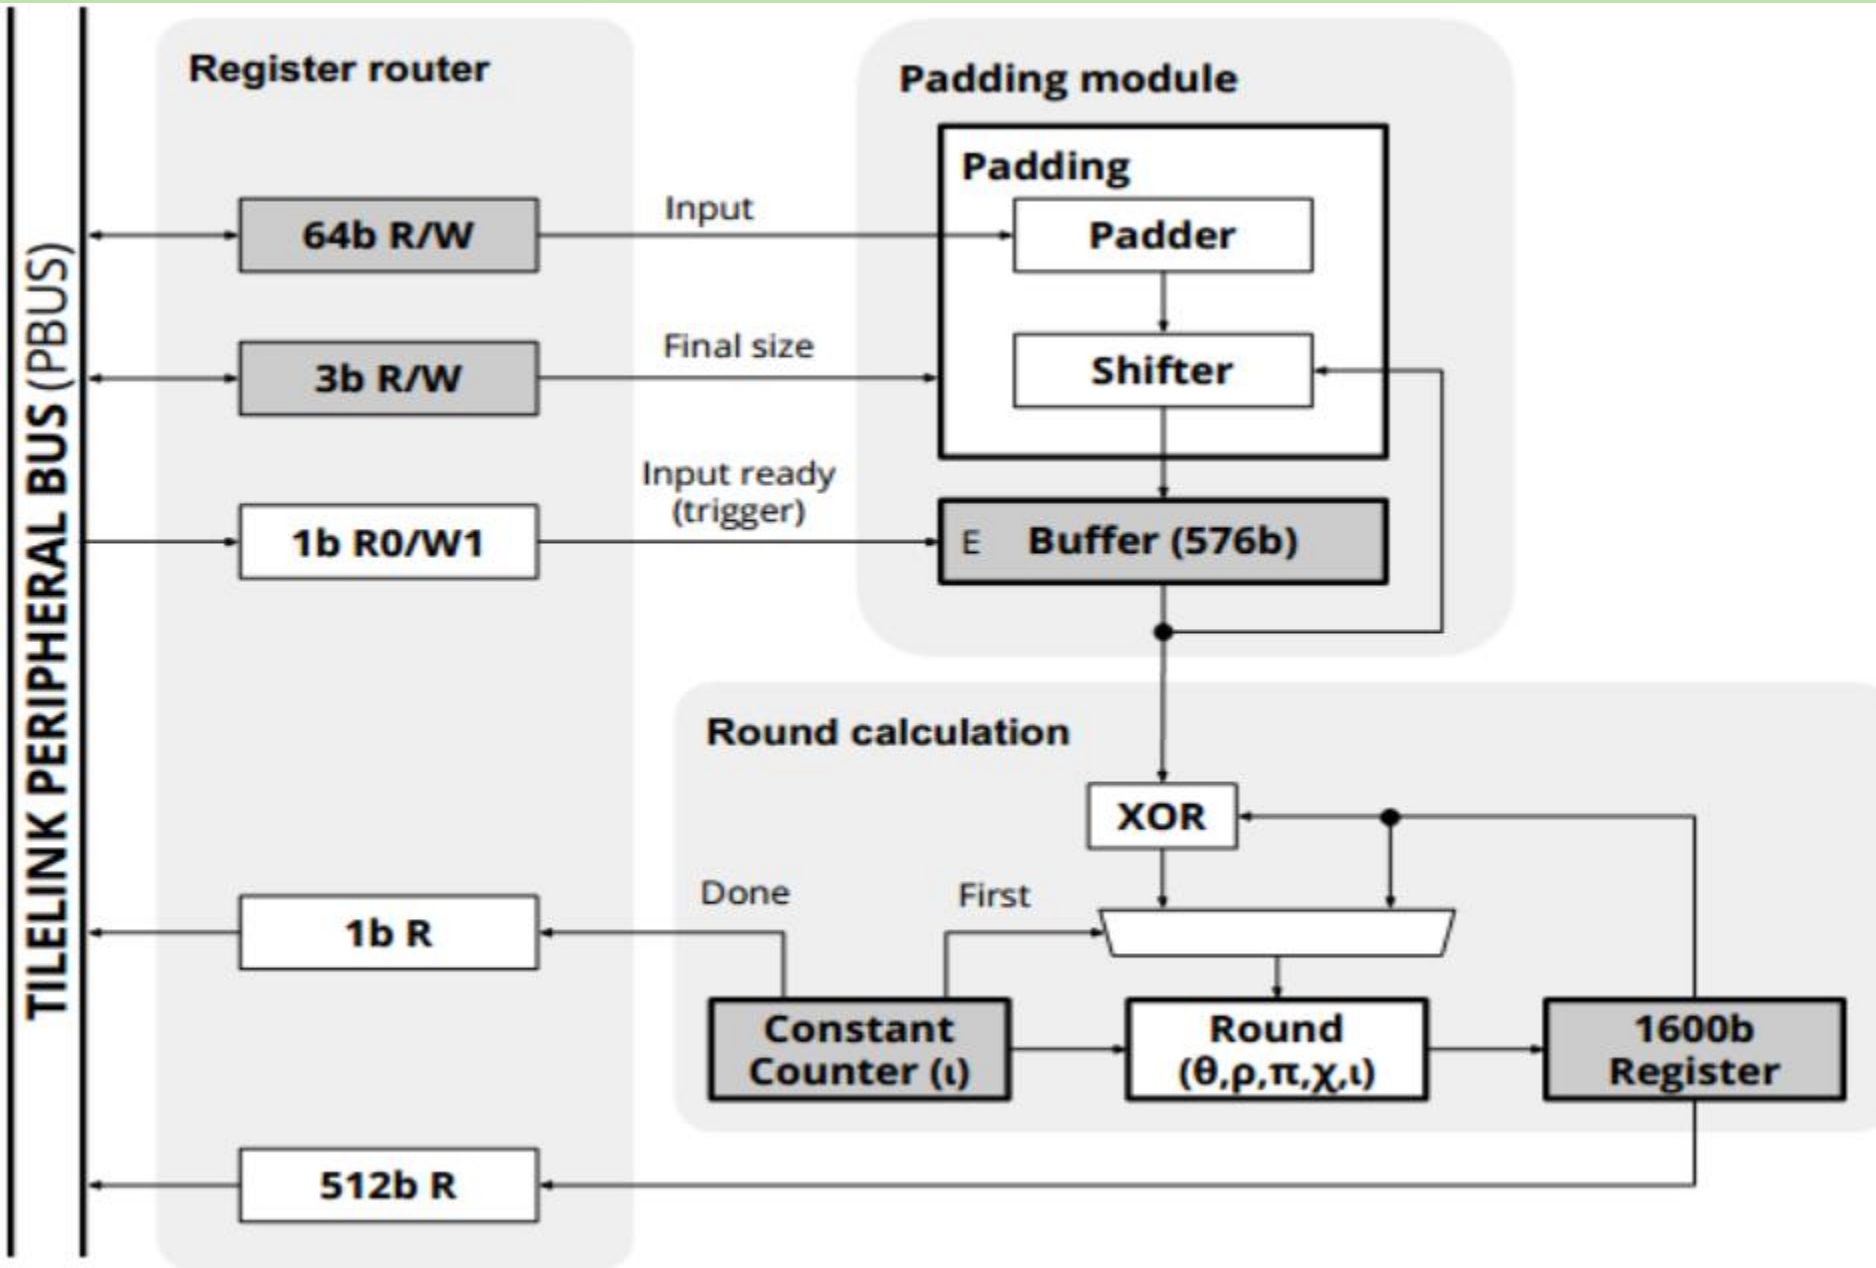 TILELINK PERIPHERAL BUS (PBUS)
Register router
64b R/W
3b R/W
1b R0/W1
1b R
512b R
Input
Final size
Input ready
(trigger)
Padding module
Padding
Padder
Shifter
E Buffer (576b)
Round calculation
XOR
Done
First
Constant
Counter (ι)
Round
(θ,ρ,π,χ,ι)
1600b
Register